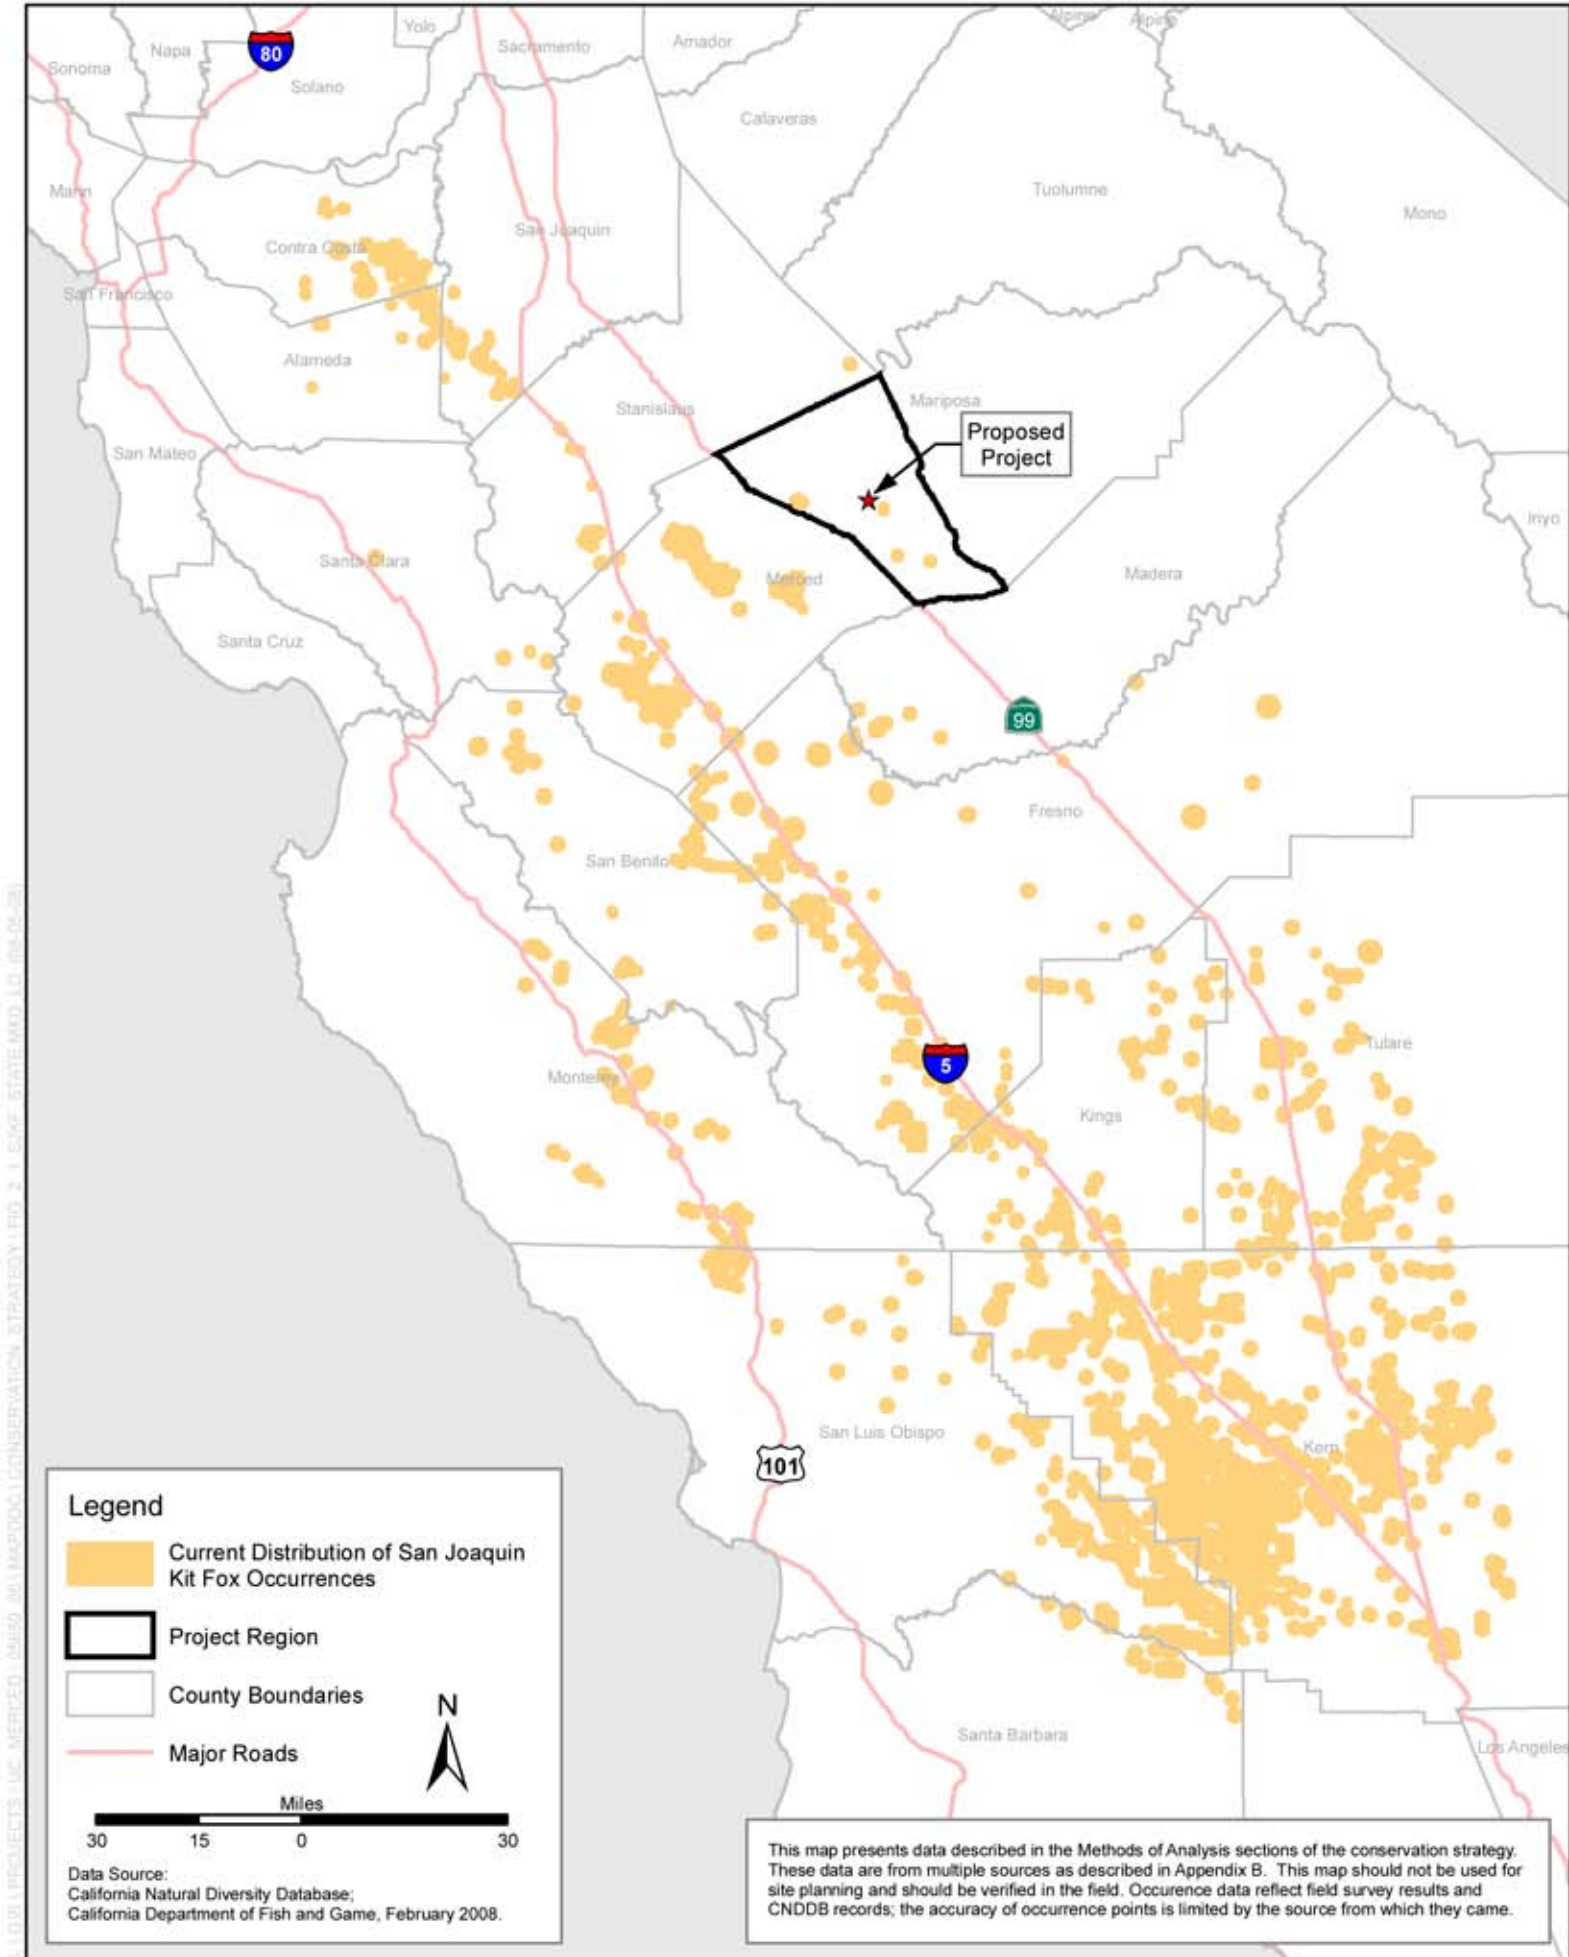 Alpine
Alpine
Yolo
Napa
Sacramento
Amador
80
Sonoma
Solano
Calaveras
Marin
Tuolumne
Mono
San Joaquin
Contra Costa
San Francisco
Alameda
Mariposa
Stanislaus
Proposed
Project
San Mateo
Inyo
Santa Clara
Merced
Madera
Santa Cruz
99
Fresno
San Benito
Tulare
5
Monterey
Kings
San Luis Obispo
Kern
101
Santa Barbara
Los Angeles
Legend
Current Distribution of San Joaquin
Kit Fox Occurrences
Project Region
County Boundaries
N
Major Roads
Miles
30 15 0 30
Data Source:
California Natural Diversity Database;
California Department of Fish and Game, February 2008.
This map presents data described in the Methods of Analysis sections of the conservation strategy.
These data are from multiple sources as described in Appendix B. This map should not be used for
site planning and should be verified in the field. Occurence data reflect field survey results and
CNDDB records; the accuracy of occurrence points is limited by the source from which they came.